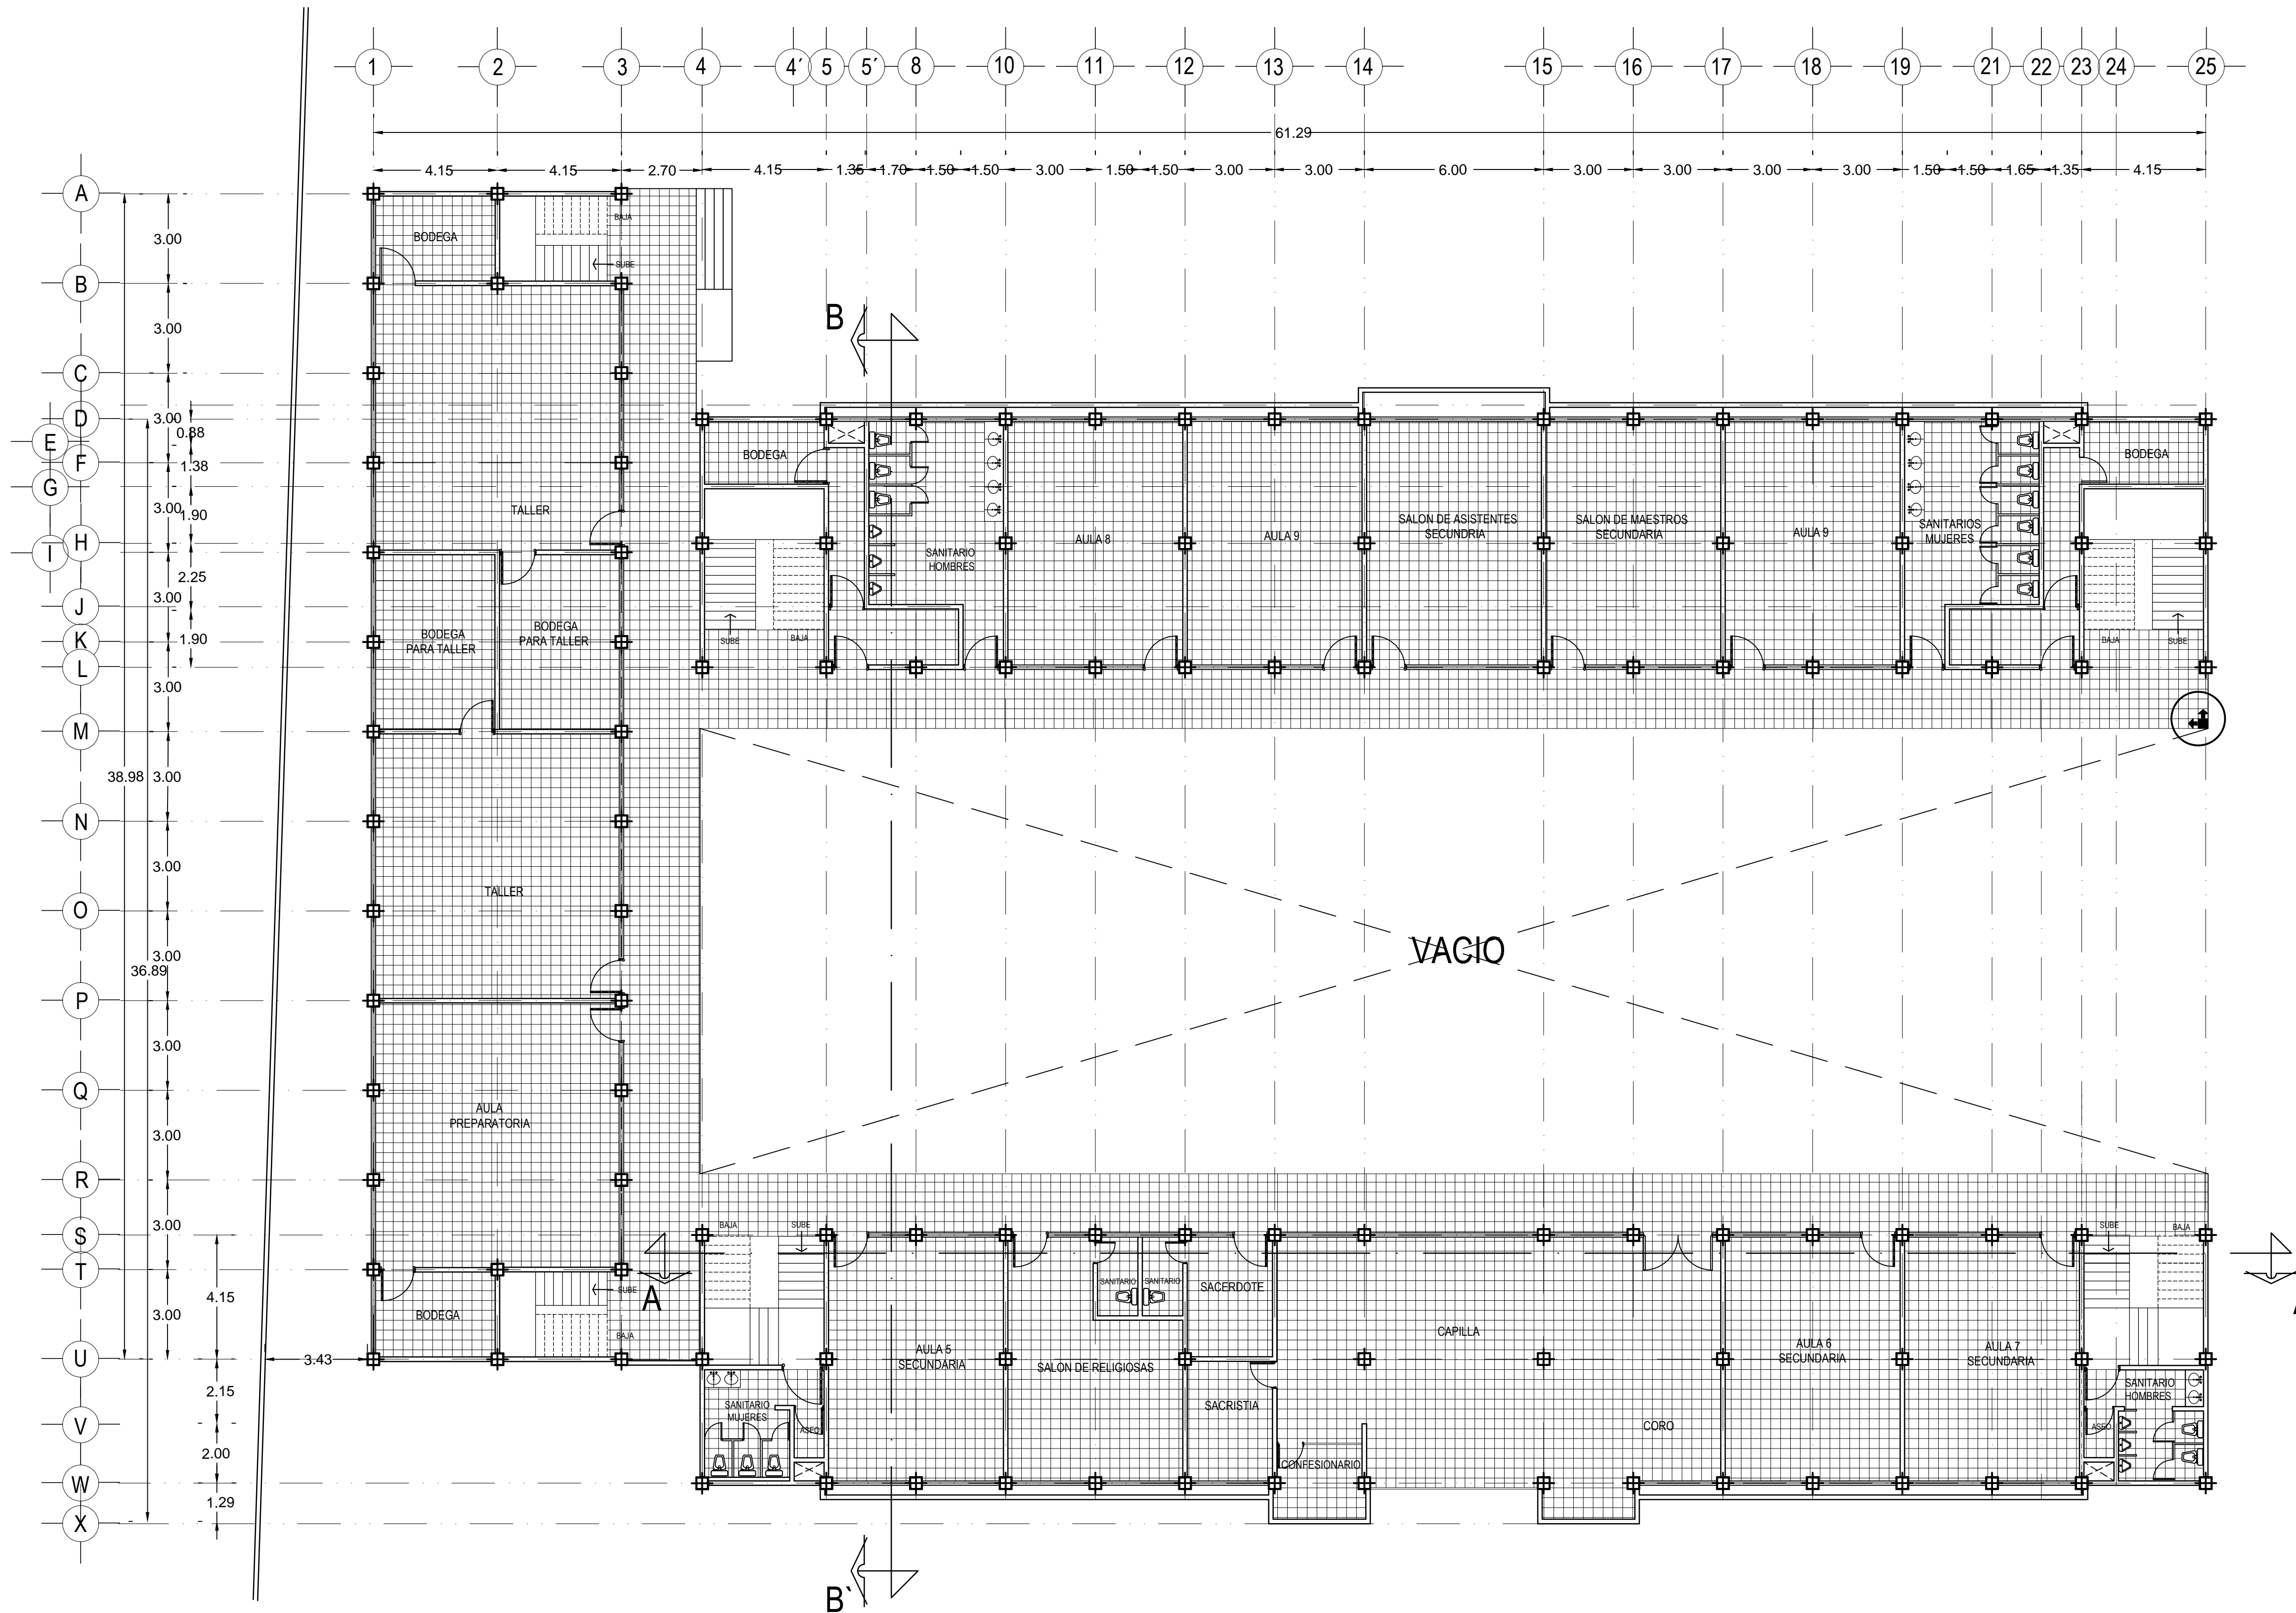 1 2 3 4 4´ 5 5´ 8 10 11 12 13 14 15 16 17 18 19 21 22 23 24 25
61.29
4.15 4.15 2.70 4.15 1.35 1.70 1.50 1.50 3.00 1.50 1.50 3.00 3.00 6.00 3.00 3.00 3.00 3.00 1.50 1.50 1.65 1.35 4.15
A
BAJA
3.00
BODEGA
SUBE
B
B
3.00
C
D
3.00
0.88
E
F
BODEGA
BODEGA
1.38
G
3.00
1.90
TALLER
SALON DE ASISTENTES
SECUNDRIA
SALON DE MAESTROS
SECUNDARIA
AULA 8
AULA 9
AULA 9
SANITARIOS
MUJERES
H
I
SANITARIO
HOMBRES
2.25
3.00
J
BODEGA
PARA TALLER
BODEGA
PARA TALLER
K
1.90
SUBE
BAJA
BAJA
SUBE
L
3.00
M
38.98
3.00
N
3.00
TALLER
O
VACIO
3.00
36.89
P
3.00
Q
AULA
PREPARATORIA
3.00
R
3.00
S
BAJA
SUBE
SUBE
BAJA
T
SUBE
SANITARIO
SANITARIO
SACERDOTE
4.15
A
3.00
BODEGA
BAJA
CAPILLA
AULA 5
SECUNDARIA
SALON DE RELIGIOSAS
AULA 6
SECUNDARIA
AULA 7
SECUNDARIA
U
3.43
2.15
SANITARIO
MUJERES
SACRISTIA
SANITARIO
HOMBRES
V
ASEO
CORO
ASEO
2.00
CONFESIONARIO
W
1.29
X
B`